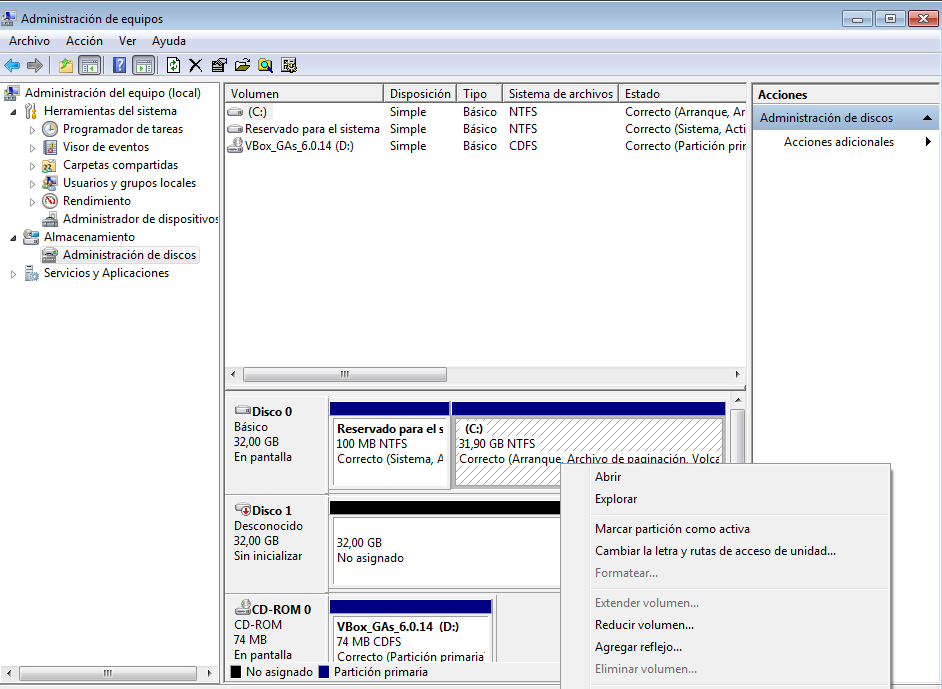 Administración de equipos
Archivo Acción Ver Ayuda
Administración del equipo (local)
Herramientas del sistema
Programador de tareas
Visor de eventos
Carpetas compartidas
Usuarios y grupos locales
Rendimiento
Administrador de dispositivos
Almacenamiento
Administración de discos
Servicios y Aplicaciones
Volumen Disposición Tipo Sistema de archivos Estado
(C:) Simple Básico NTFS Correcto (Arranque, Ar
Reservado para el sistema Simple Básico NTFS Correcto (Sistema, Acti
VBox_GAs_6.0.14 (D:) Simple Básico CDFS Correcto (Partición prir
Acciones
Administración de discos
Acciones adicionales
Disco 0
Básico
32,00 GB
En pantalla
Reservado para el s
100 MB NTFS
Correcto (Sistema, A
(C:)
31,90 GB NTFS
Correcto (Arranque, Archivo de paginación, Volca
Disco 1
Desconocido
32,00 GB
Sin inicializar
32,00 GB
No asignado
CD-ROM 0
CD-ROM
74 MB
En pantalla
VBox_GAs_6.0.14 (D:)
74 MB CDFS
Correcto (Partición primaria
No asignado Partición primaria
Abrir
Explorar
Marcar partición como activa
Cambiar la letra y rutas de acceso de unidad...
Formatear...
Extender volumen...
Reducir volumen...
Agregar reflejo...
Eliminar volumen...